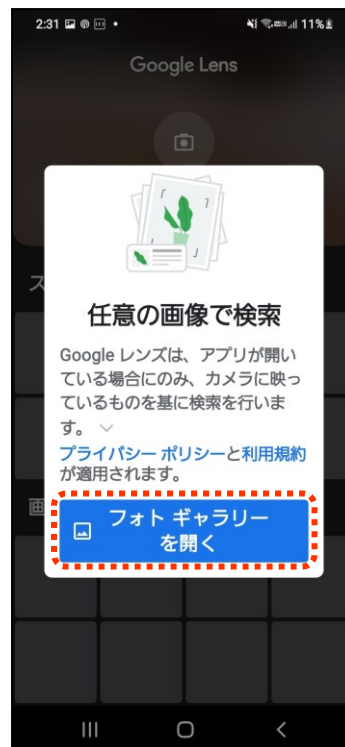 2:31
11%
Google Lens
ス
任意の画像で検索
Google レンズは、アプリが開い
ている場合にのみ、カメラに映っ
ているものを基に検索を行いま
す。
プライバシー ポリシーと利用規約
が適用されます。
画
フォト ギャラリー
を開く